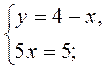 y = 4 − x,
5x = 5;